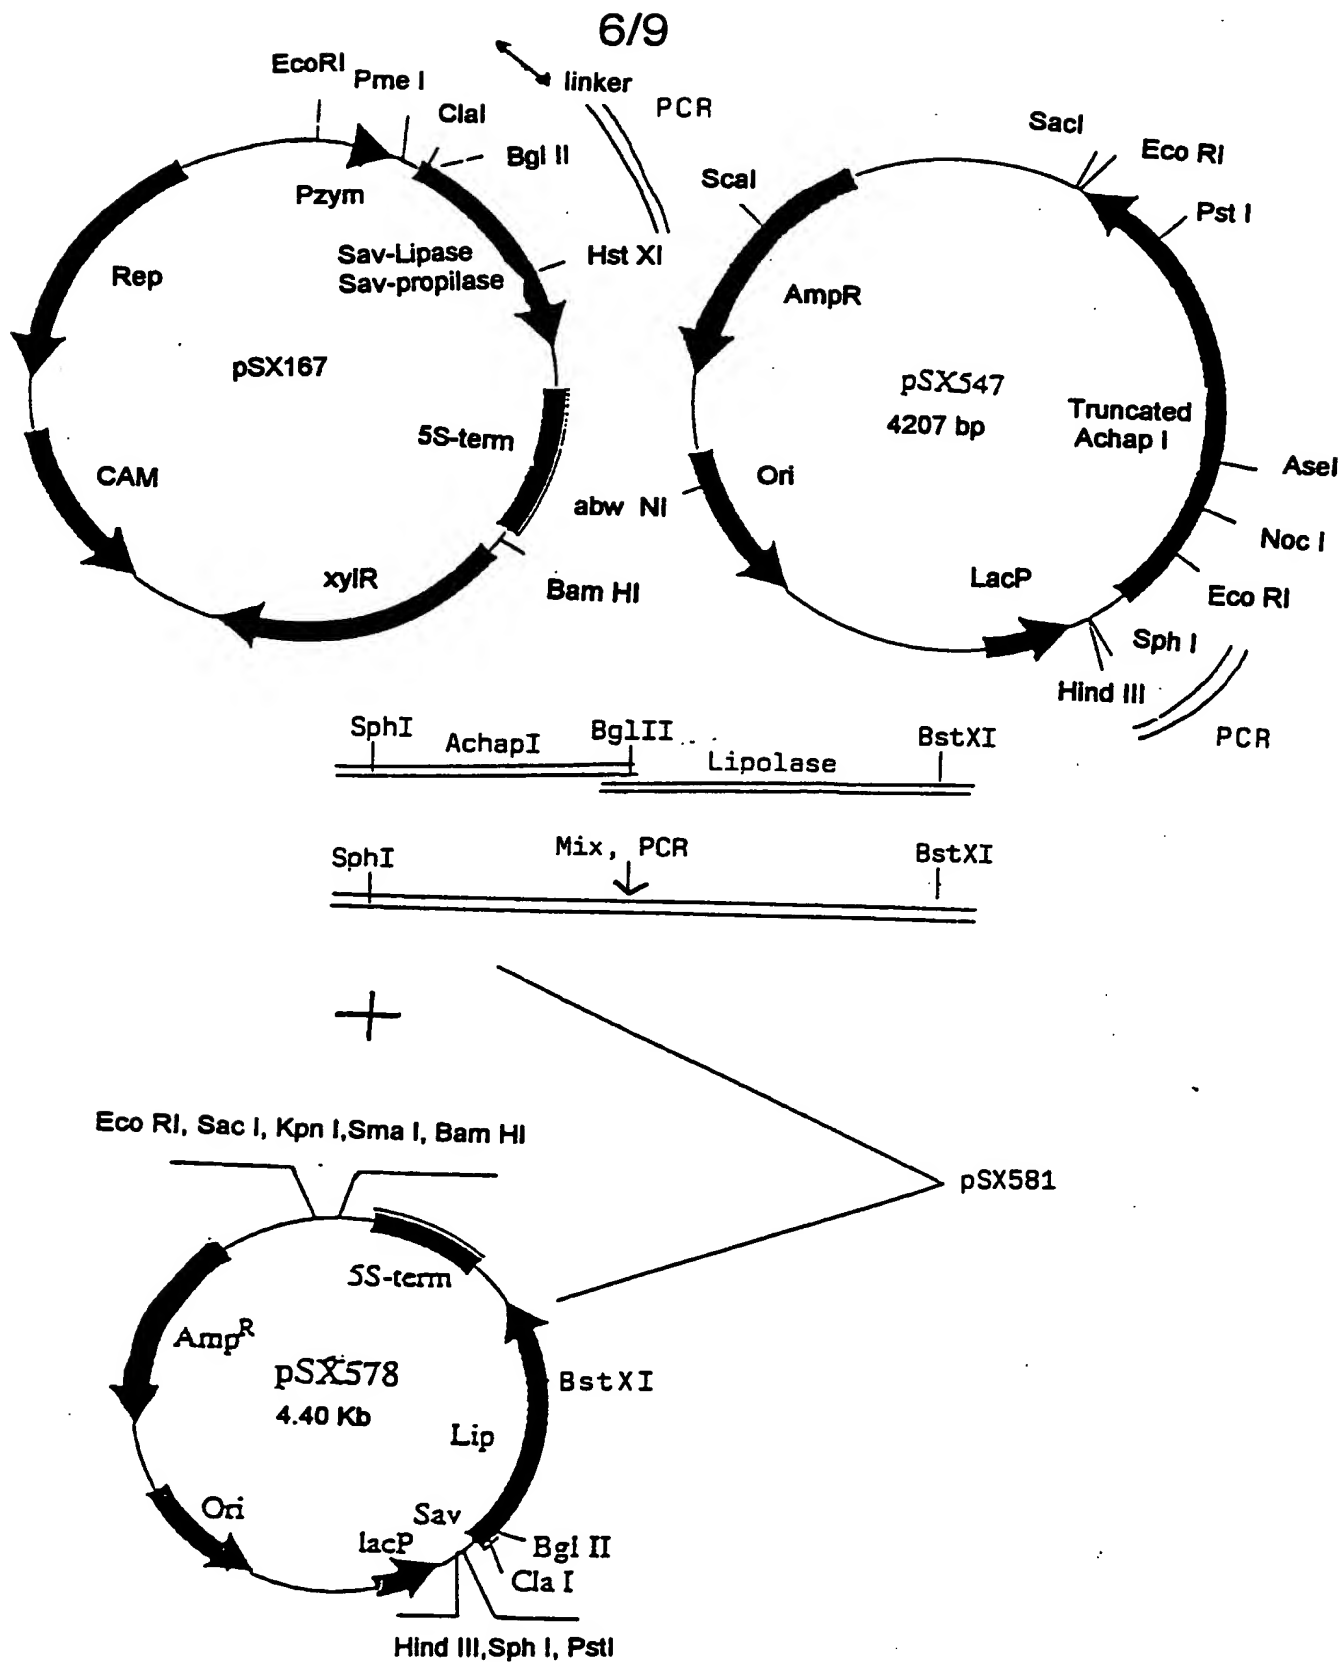 6/9
linker
PCR
EcoRI
Pme I
ClaI
Bgl II
Pzym
Sav-Lipase
Sav-propilase
Hst XI
Rep
pSX167
5S-term
CAM
xylR
Bam HI
SacI
Eco RI
ScaI
Pst I
AmpR
pSX547
4207 bp
Truncated
Achap I
AseI
Ori
abw NI
Noc I
LacP
Eco RI
Sph I
Hind III
PCR
SphI
AchapI
BglII
Lipolase
BstXI
SphI
Mix, PCR
BstXI
+
Eco RI, Sac I, Kpn I,Sma I, Bam HI
pSX581
5S-term
Amp^R
pSX578
4.40 Kb
BstXI
Lip
Ori
Sav
lacP
Bgl II
Cla I
Hind III,Sph I, PstI